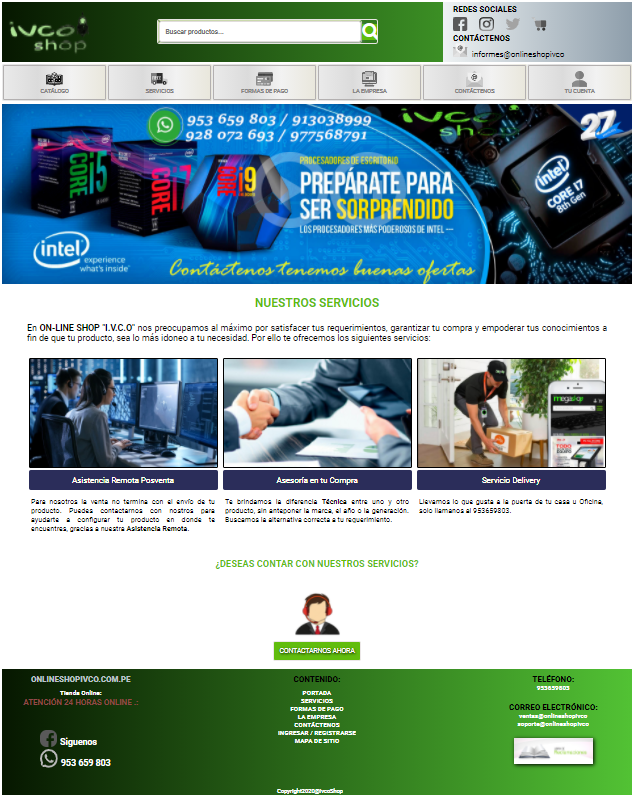 ivco
shop
Buscar productos...
REDES SOCIALES
CONTÁCTENOS
informes@onlineshopivco
CATÁLOGO
SERVICIOS
FORMAS DE PAGO
LA EMPRESA
CONTÁCTENOS
TU CUENTA
953 659 803 / 913038999
928 072 693 / 977568791
ivco
shop
27
CORE i5
CORE i7
CORE i9
PROCESADORES DE ESCRITORIO
PREPÁRATE PARA
SER SORPRENDIDO
LOS PROCESADORES MÁS PODEROSOS DE INTEL
intel
CORE i7
8th Gen
intel experience
what's inside
Contáctenos tenemos buenas ofertas
NUESTROS SERVICIOS
En ON-LINE SHOP "I.V.C.O" nos preocupamos al máximo por satisfacer tus requerimientos, garantizar tu compra y empoderar tus conocimientos a
fin de que tu producto, sea lo más idoneo a tu necesidad. Por ello te ofrecemos los siguientes servicios:
megashop
Asistencia Remota Posventa
Asesoría en tu Compra
Servicio Delivery
Para nosotros la venta no termina con el envío de tu
producto. Puedes contactarnos con nostros para
ayudarte a configurar tu producto en donde te
encuentres, gracias a nuestra Asistencia Remota.
Te brindamos la diferencia Técnica entre uno y otro
producto, sin anteponer la marca, el año o la generación.
Buscamos la alternativa correcta a tu requerimiento.
Llevamos lo que gusta a la puerta de tu casa u Oficina,
solo llamanos al 953659803.
¿DESEAS CONTAR CON NUESTROS SERVICIOS?
CONTACTARNOS AHORA
ONLINESHOPIVCO.COM.PE
Tienda Online:
ATENCIÓN 24 HORAS ONLINE .:
Síguenos
953 659 803
CONTENIDO:
PORTADA
SERVICIOS
FORMAS DE PAGO
LA EMPRESA
CONTÁCTENOS
INGRESAR / REGISTRARSE
MAPA DE SITIO
TELÉFONO:
953659803
CORREO ELECTRÓNICO:
ventas@onlineshopivco
soporte@onlineshopivco
Copyright2020@ivcoShop